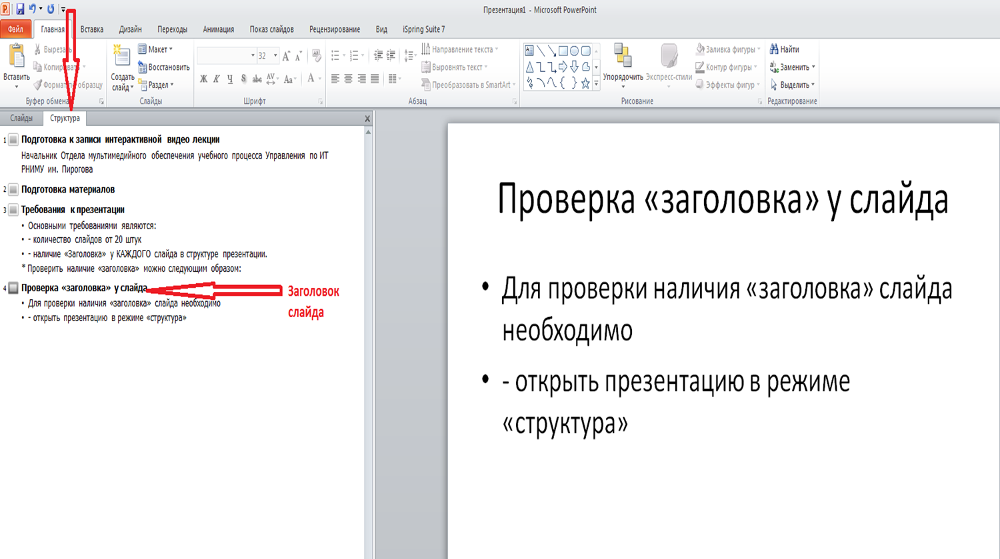 Презентация1 - Microsoft PowerPoint
Файл Главная Вставка Дизайн Переходы Анимация Показ слайдов Рецензирование Вид iSpring Suite 7
Вставить
Вырезать
Копировать
Формат по образцу
Буфер обмена
Создать
слайд
Макет
Восстановить
Раздел
Слайды
32
Ж К Ч S abc AV Aa A
Шрифт
Направление текста
Выровнять текст
Преобразовать в SmartArt
Абзац
Упорядочить
Экспресс-стили
Заливка фигуры
Контур фигуры
Эффекты фигур
Рисование
Найти
Заменить
Выделить
Редактирование
Слайды Структура x
1 Подготовка к записи интерактивной видео лекции
Начальник Отдела мультимедийного обеспечения учебного процесса Управления по ИТ
РНИМУ им. Пирогова
2 Подготовка материалов
3 Требования к презентации
• Основными требованиями являются:
• - количество слайдов от 20 штук
• - наличие «Заголовка» у КАЖДОГО слайда в структуре презентации.
* Проверить наличие «заголовка» можно следующим образом:
4 Проверка «заголовка» у слайда
• Для проверки наличия «заголовка» слайда необходимо
• - открыть презентацию в режиме «структура»
Заголовок
слайда
Проверка «заголовка» у слайда
• Для проверки наличия «заголовка» слайда
необходимо
• - открыть презентацию в режиме
«структура»